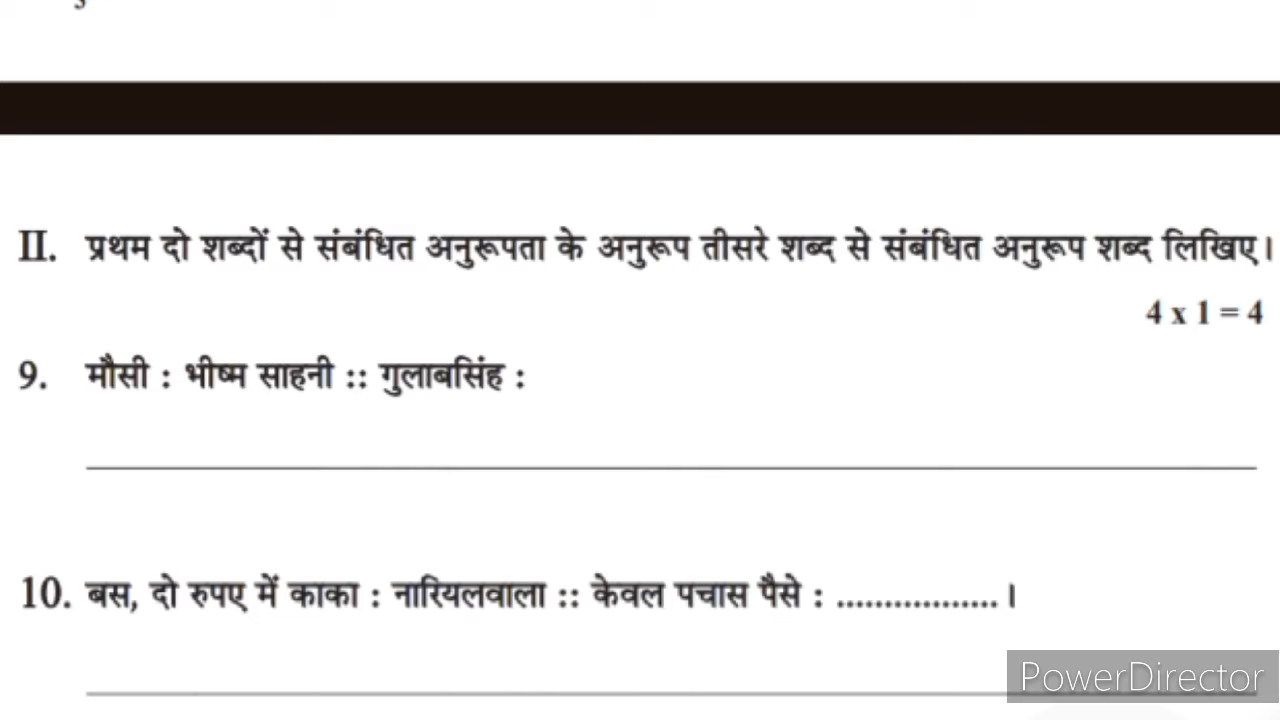 II. प्रथम दो शब्दों से संबंधित अनुरूपता के अनुरूप तीसरे शब्द से संबंधित अनुरूप शब्द लिखिए।
4 x 1 = 4
9. मौसी : भीष्म साहनी :: गुलाबसिंह :
10. बस, दो रुपए में काका : नारियलवाला :: केवल पचास पैसे : .................।
PowerDirector